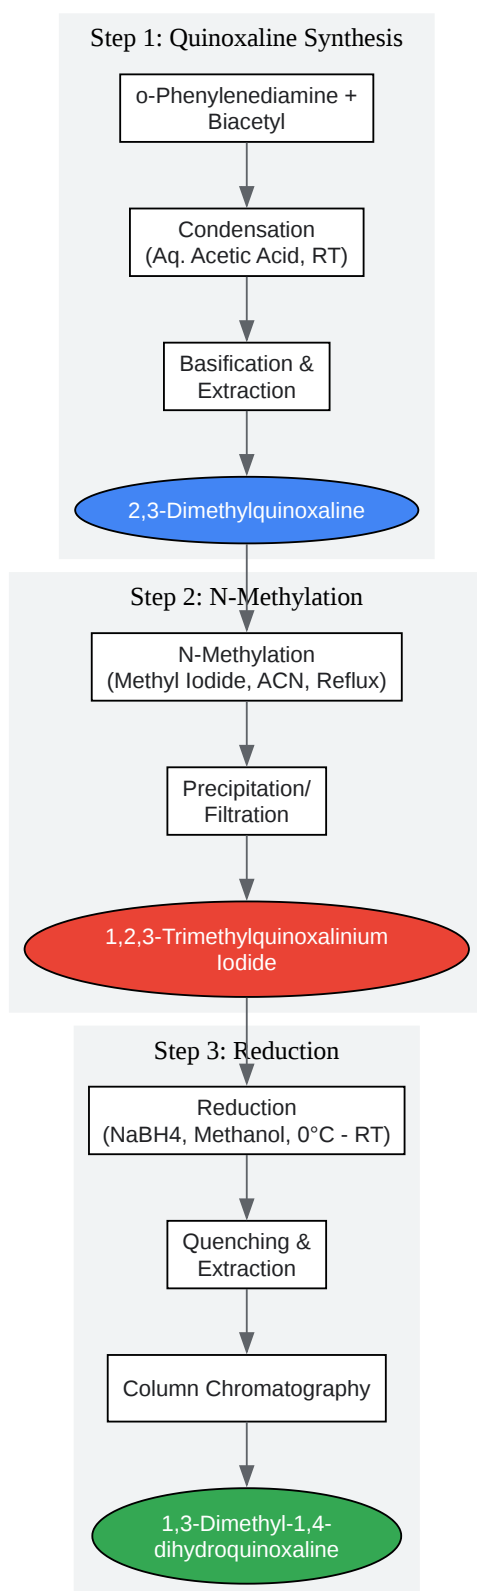 Step 1: Quinoxaline Synthesis
o-Phenylenediamine +
Biacetyl
Condensation
(Aq. Acetic Acid, RT)
Basification &
Extraction
2,3-Dimethylquinoxaline
Step 2: N-Methylation
N-Methylation
(Methyl Iodide, ACN, Reflux)
Precipitation/
Filtration
1,2,3-Trimethylquinoxalinium
Iodide
Step 3: Reduction
Reduction
(NaBH4, Methanol, 0°C - RT)
Quenching &
Extraction
Column Chromatography
1,3-Dimethyl-1,4-
dihydroquinoxaline